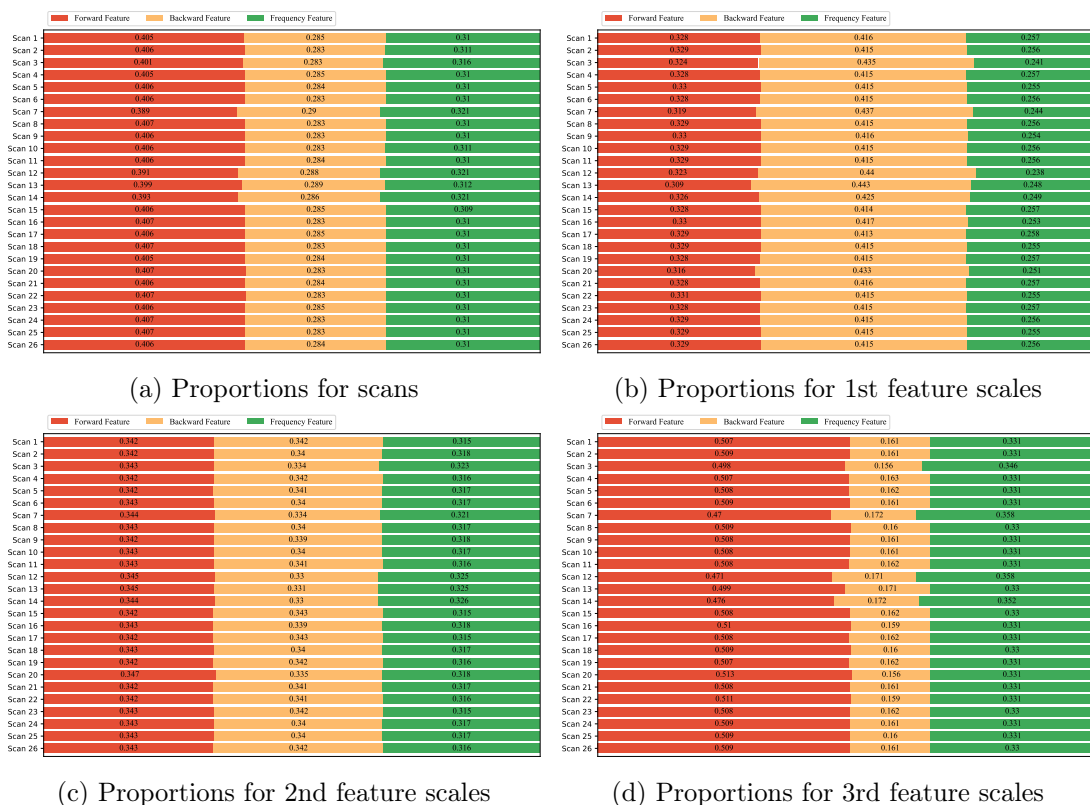 Forward Feature Backward Feature Frequency Feature
Scan 1 0.405 0.285 0.31
Scan 2 0.406 0.283 0.311
Scan 3 0.401 0.283 0.316
Scan 4 0.405 0.285 0.31
Scan 5 0.406 0.284 0.31
Scan 6 0.406 0.283 0.31
Scan 7 0.389 0.29 0.321
Scan 8 0.407 0.283 0.31
Scan 9 0.406 0.283 0.31
Scan 10 0.406 0.283 0.311
Scan 11 0.406 0.284 0.31
Scan 12 0.391 0.288 0.321
Scan 13 0.399 0.289 0.312
Scan 14 0.393 0.286 0.321
Scan 15 0.406 0.285 0.309
Scan 16 0.407 0.283 0.31
Scan 17 0.406 0.284 0.31
Scan 18 0.407 0.283 0.31
Scan 19 0.405 0.284 0.31
Scan 20 0.407 0.283 0.31
Scan 21 0.406 0.284 0.31
Scan 22 0.407 0.283 0.31
Scan 23 0.406 0.285 0.31
Scan 24 0.407 0.283 0.31
Scan 25 0.407 0.283 0.31
Scan 26 0.406 0.284 0.31
(a) Proportions for scans
Forward Feature Backward Feature Frequency Feature
Scan 1 0.328 0.416 0.257
Scan 2 0.329 0.415 0.256
Scan 3 0.324 0.435 0.241
Scan 4 0.328 0.415 0.257
Scan 5 0.33 0.415 0.255
Scan 6 0.328 0.415 0.256
Scan 7 0.319 0.437 0.244
Scan 8 0.329 0.415 0.256
Scan 9 0.33 0.416 0.254
Scan 10 0.329 0.415 0.256
Scan 11 0.329 0.415 0.256
Scan 12 0.323 0.44 0.238
Scan 13 0.309 0.443 0.248
Scan 14 0.326 0.425 0.249
Scan 15 0.328 0.414 0.257
Scan 16 0.33 0.417 0.253
Scan 17 0.329 0.413 0.258
Scan 18 0.329 0.415 0.255
Scan 19 0.328 0.415 0.257
Scan 20 0.316 0.433 0.251
Scan 21 0.328 0.416 0.257
Scan 22 0.331 0.415 0.255
Scan 23 0.328 0.415 0.257
Scan 24 0.329 0.415 0.256
Scan 25 0.329 0.415 0.255
Scan 26 0.329 0.415 0.256
(b) Proportions for 1st feature scales
Forward Feature Backward Feature Frequency Feature
Scan 1 0.342 0.342 0.315
Scan 2 0.342 0.34 0.318
Scan 3 0.343 0.334 0.323
Scan 4 0.342 0.342 0.316
Scan 5 0.342 0.341 0.317
Scan 6 0.343 0.34 0.317
Scan 7 0.344 0.334 0.321
Scan 8 0.343 0.34 0.317
Scan 9 0.342 0.339 0.318
Scan 10 0.343 0.34 0.317
Scan 11 0.343 0.341 0.316
Scan 12 0.345 0.33 0.325
Scan 13 0.345 0.331 0.325
Scan 14 0.344 0.33 0.326
Scan 15 0.342 0.343 0.315
Scan 16 0.343 0.339 0.318
Scan 17 0.342 0.343 0.315
Scan 18 0.343 0.34 0.317
Scan 19 0.342 0.342 0.316
Scan 20 0.347 0.335 0.318
Scan 21 0.342 0.341 0.317
Scan 22 0.342 0.341 0.316
Scan 23 0.343 0.342 0.315
Scan 24 0.343 0.34 0.317
Scan 25 0.343 0.34 0.317
Scan 26 0.343 0.342 0.316
(c) Proportions for 2nd feature scales
Forward Feature Backward Feature Frequency Feature
Scan 1 0.507 0.161 0.331
Scan 2 0.509 0.161 0.331
Scan 3 0.498 0.156 0.346
Scan 4 0.507 0.163 0.331
Scan 5 0.508 0.162 0.331
Scan 6 0.509 0.161 0.331
Scan 7 0.47 0.172 0.358
Scan 8 0.509 0.16 0.33
Scan 9 0.508 0.161 0.331
Scan 10 0.508 0.161 0.331
Scan 11 0.508 0.162 0.331
Scan 12 0.471 0.171 0.358
Scan 13 0.499 0.171 0.33
Scan 14 0.476 0.172 0.352
Scan 15 0.508 0.162 0.33
Scan 16 0.51 0.159 0.331
Scan 17 0.508 0.162 0.331
Scan 18 0.509 0.16 0.33
Scan 19 0.507 0.162 0.331
Scan 20 0.513 0.156 0.331
Scan 21 0.508 0.161 0.331
Scan 22 0.511 0.159 0.331
Scan 23 0.508 0.162 0.33
Scan 24 0.509 0.161 0.331
Scan 25 0.509 0.16 0.331
Scan 26 0.509 0.161 0.33
(d) Proportions for 3rd feature scales